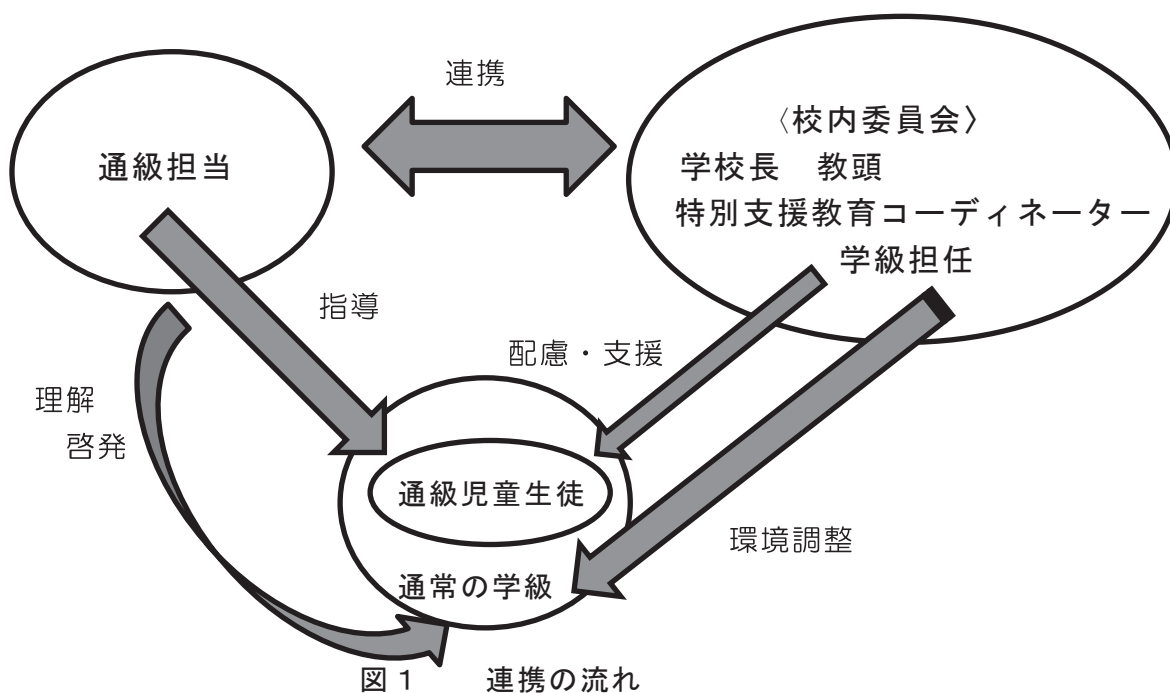 連携
通級担当
〈校内委員会〉
学校長　教頭
特別支援教育コーディネーター
学級担任
指導
配慮・支援
理解
啓発
通級児童生徒
環境調整
通常の学級
図１　　連携の流れ